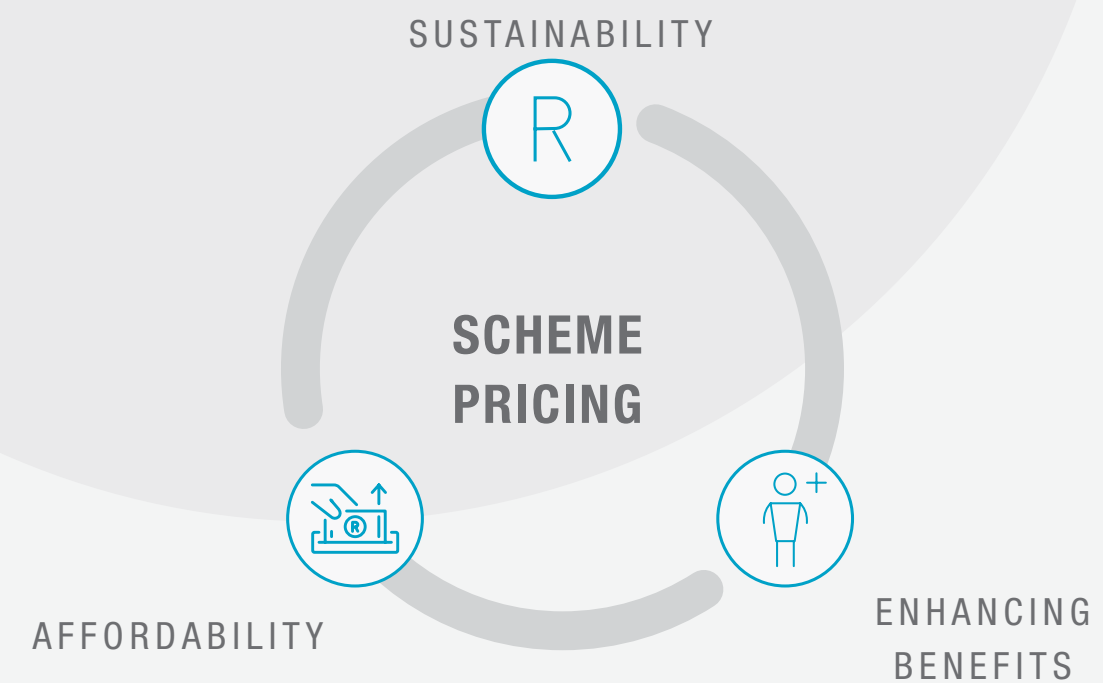 SUSTAINABILITY
R
SCHEME
PRICING
R
AFFORDABILITY
ENHANCING
BENEFITS